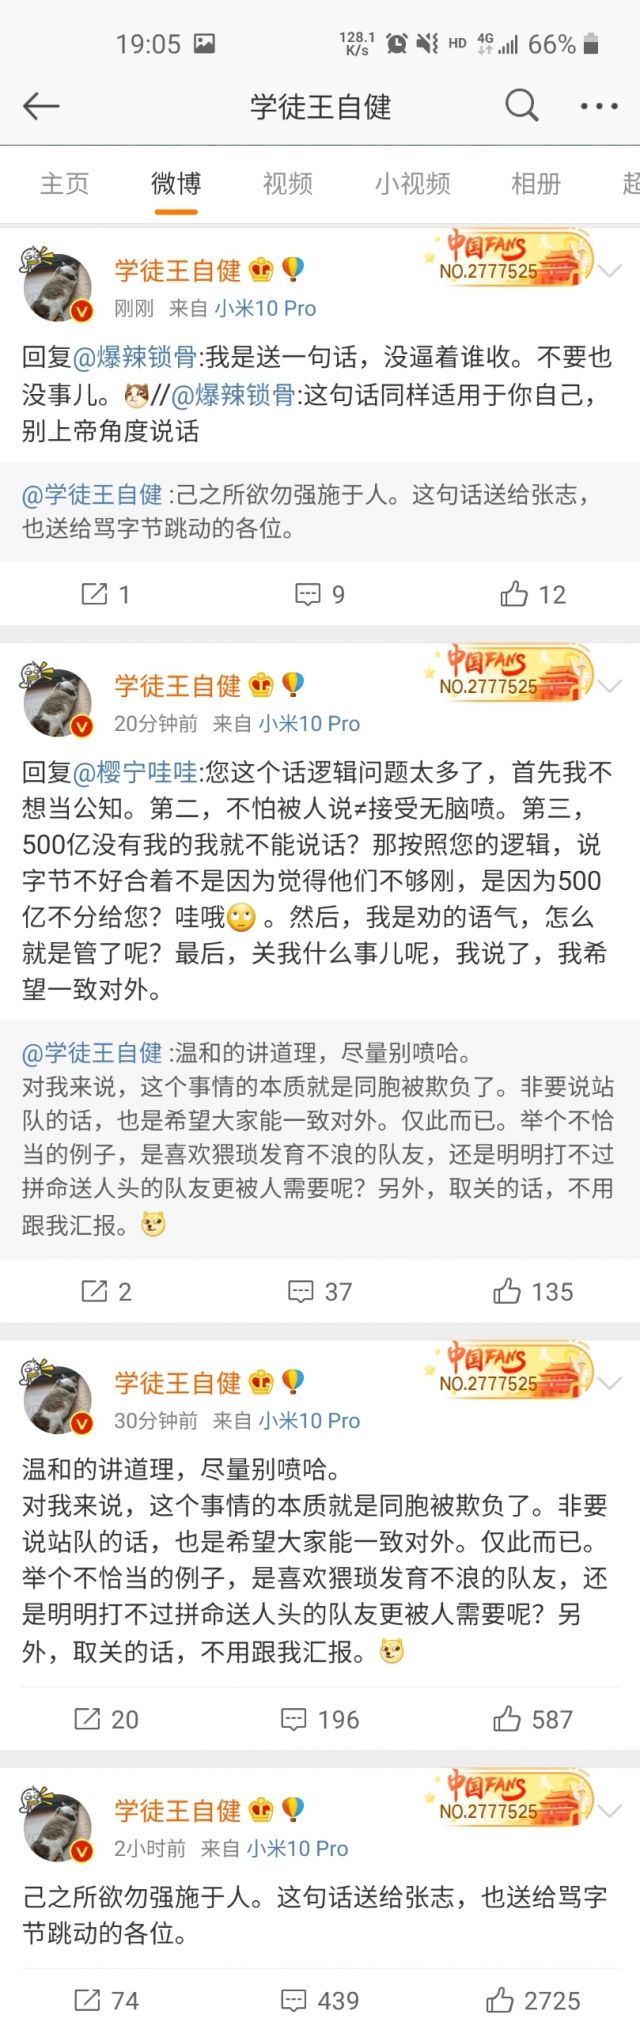 19:05 128.1 K/s HD 4G 66%
学徒王自健
主页 微博 视频 小视频 相册 超
学徒王自健
中国FANS
NO.2777525
刚刚 来自 小米10 Pro
回复@爆辣锁骨:我是送一句话，没逼着谁收。不要也
没事儿。//@爆辣锁骨:这句话同样适用于你自己，
别上帝角度说话
@学徒王自健 :己之所欲勿强施于人。这句话送给张志，
也送给骂字节跳动的各位。
1 9 12
学徒王自健
中国FANS
NO.2777525
20分钟前 来自 小米10 Pro
回复@樱宁哇哇:您这个话逻辑问题太多了，首先我不
想当公知。第二，不怕被人说≠接受无脑喷。第三，
500亿没有我的我就不能说话？那按照您的逻辑，说
字节不好合着不是因为觉得他们不够刚，是因为500
亿不分给您？哇哦。然后，我是劝的语气，怎么
就是管了呢？最后，关我什么事儿呢，我说了，我希
望一致对外。
@学徒王自健 :温和的讲道理，尽量别喷哈。
对我来说，这个事情的本质就是同胞被欺负了。非要说站
队的话，也是希望大家能一致对外。仅此而已。举个不恰
当的例子，是喜欢猥琐发育不浪的队友，还是明明打不过
拼命送人头的队友更被人需要呢？另外，取关的话，不用
跟我汇报。
2 37 135
学徒王自健
中国FANS
NO.2777525
30分钟前 来自 小米10 Pro
温和的讲道理，尽量别喷哈。
对我来说，这个事情的本质就是同胞被欺负了。非要
说站队的话，也是希望大家能一致对外。仅此而已。
举个不恰当的例子，是喜欢猥琐发育不浪的队友，还
是明明打不过拼命送人头的队友更被人需要呢？另
外，取关的话，不用跟我汇报。
20 196 587
学徒王自健
中国FANS
NO.2777525
2小时前 来自 小米10 Pro
己之所欲勿强施于人。这句话送给张志，也送给骂字
节跳动的各位。
74 439 2725